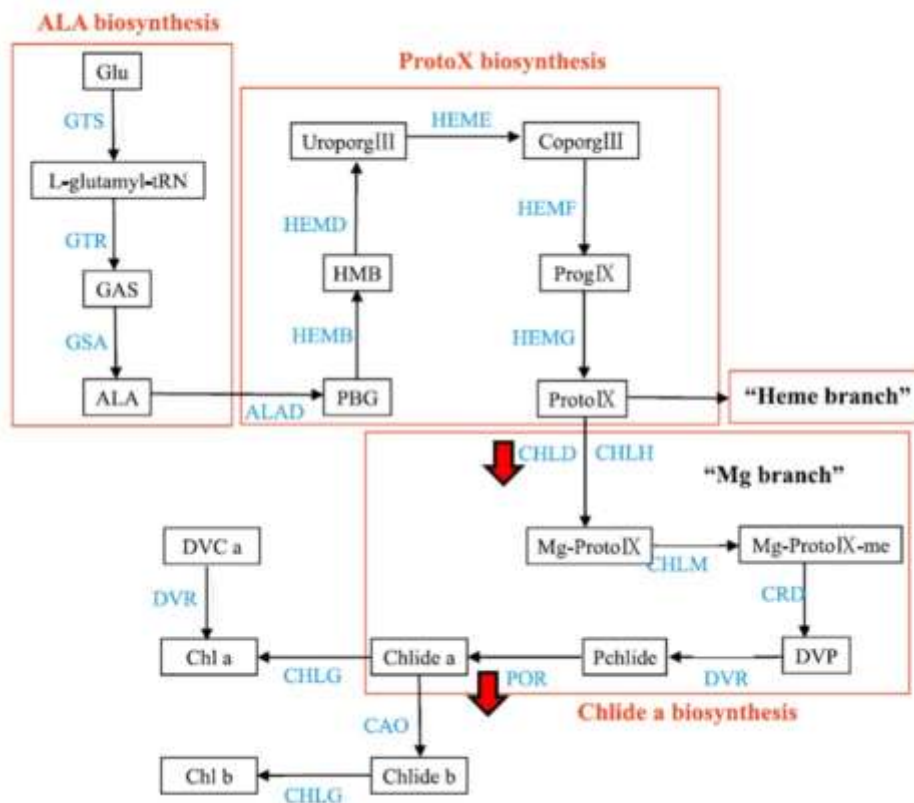 ALA biosynthesis
ProtoX biosynthesis
Glu
GTS
L-glutamyl-tRN
GTR
GAS
GSA
ALA
ALAD
UroporgⅢ
HEME
CoporgⅢ
HEMD
HEMF
HMB
ProgⅨ
HEMB
HEMG
PBG
ProtoⅨ
“Heme branch”
CHLD
CHLH
“Mg branch”
Mg-ProtoⅨ
CHLM
Mg-ProtoⅨ-me
CRD
DVC a
DVR
Chl a
CHLG
Chlide a
POR
Pchlide
DVR
DVP
Chlide a biosynthesis
CAO
Chl b
CHLG
Chlide b